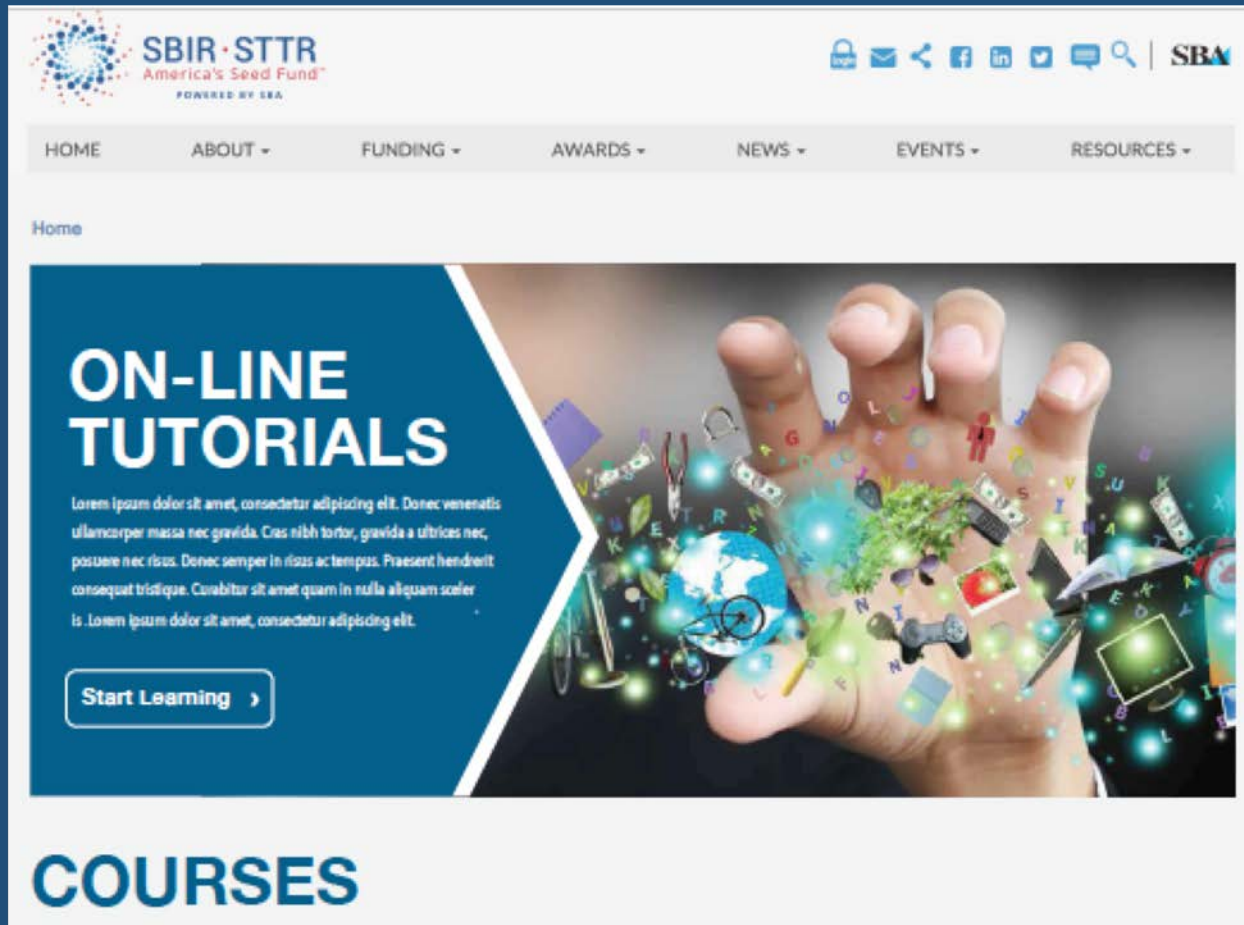 SBIR·STTR
America's Seed Fund™
POWERED BY SBA
login
SBA
HOME ABOUT FUNDING AWARDS NEWS EVENTS RESOURCES
Home
ON-LINE
TUTORIALS
Lorem ipsum dolor sit amet, consectetur adipiscing elit. Donec venenatis
ullamcorper massa nec gravida. Cras nibh tortor, gravida a ultrices nec,
posuere nec risus. Donec semper in risus ac tempus. Praesent hendrerit
consequat tristique. Curabitur sit amet quam in nulla aliquam sceler
is .Lorem ipsum dolor sit amet, consectetur adipiscing elit.
Start Learning ›
COURSES